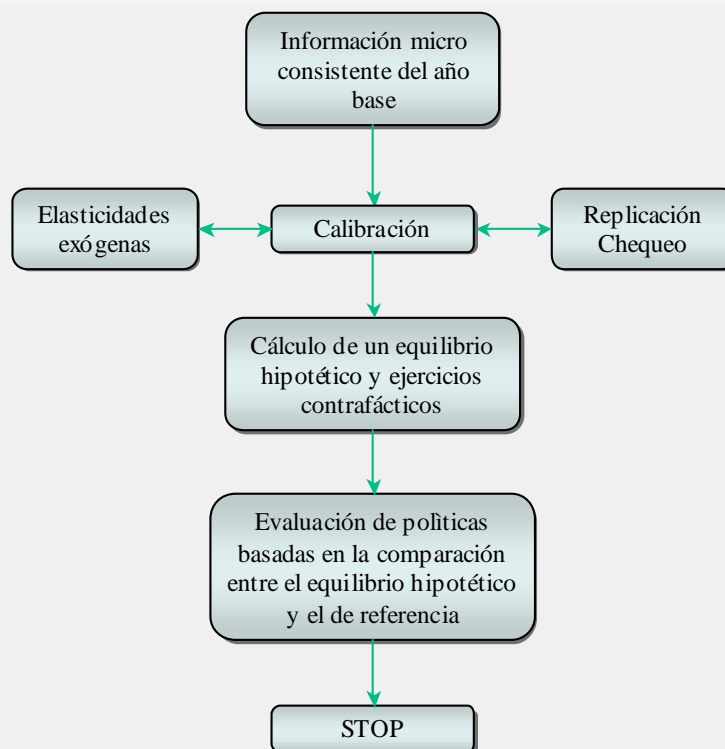 Información micro
consistente del año
base
Elasticidades
exógenas
Calibración
Replicación
Chequeo
Cálculo de un equilibrio
hipotético y ejercicios
contrafácticos
Evaluación de polìticas
basadas en la comparación
entre el equilibrio hipotético
y el de referencia
STOP